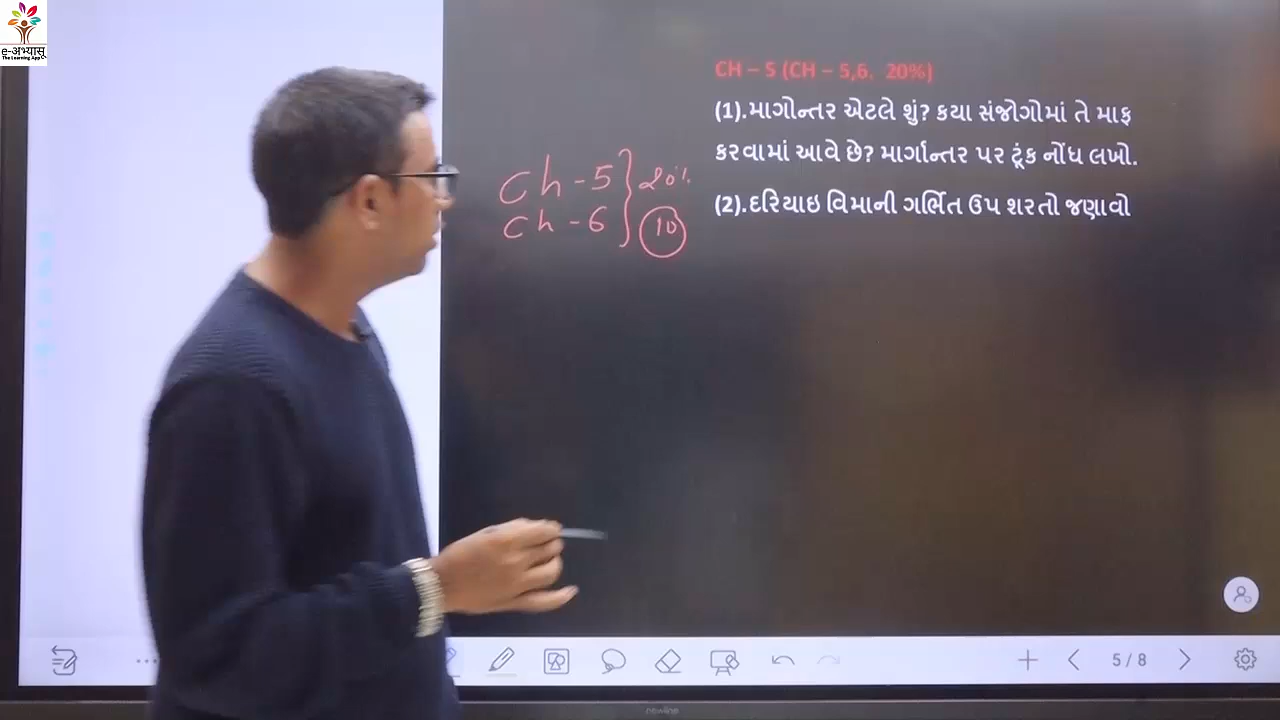 e-अभ्यास
The Learning App
CH – 5 (CH – 5,6. 20%)
(1).માગોન્તર એટલે શું? કયા સંજોગોમાં તે માફ
કરવામાં આવે છે? માર્ગાન્તર પર ટૂંક નોંધ લખો.
(2).દરિયાઇ વિમાની ગર્ભિત ઉપ શરતો જણાવો
Ch - 5 } 20%
Ch - 6 10
5 / 8
newline